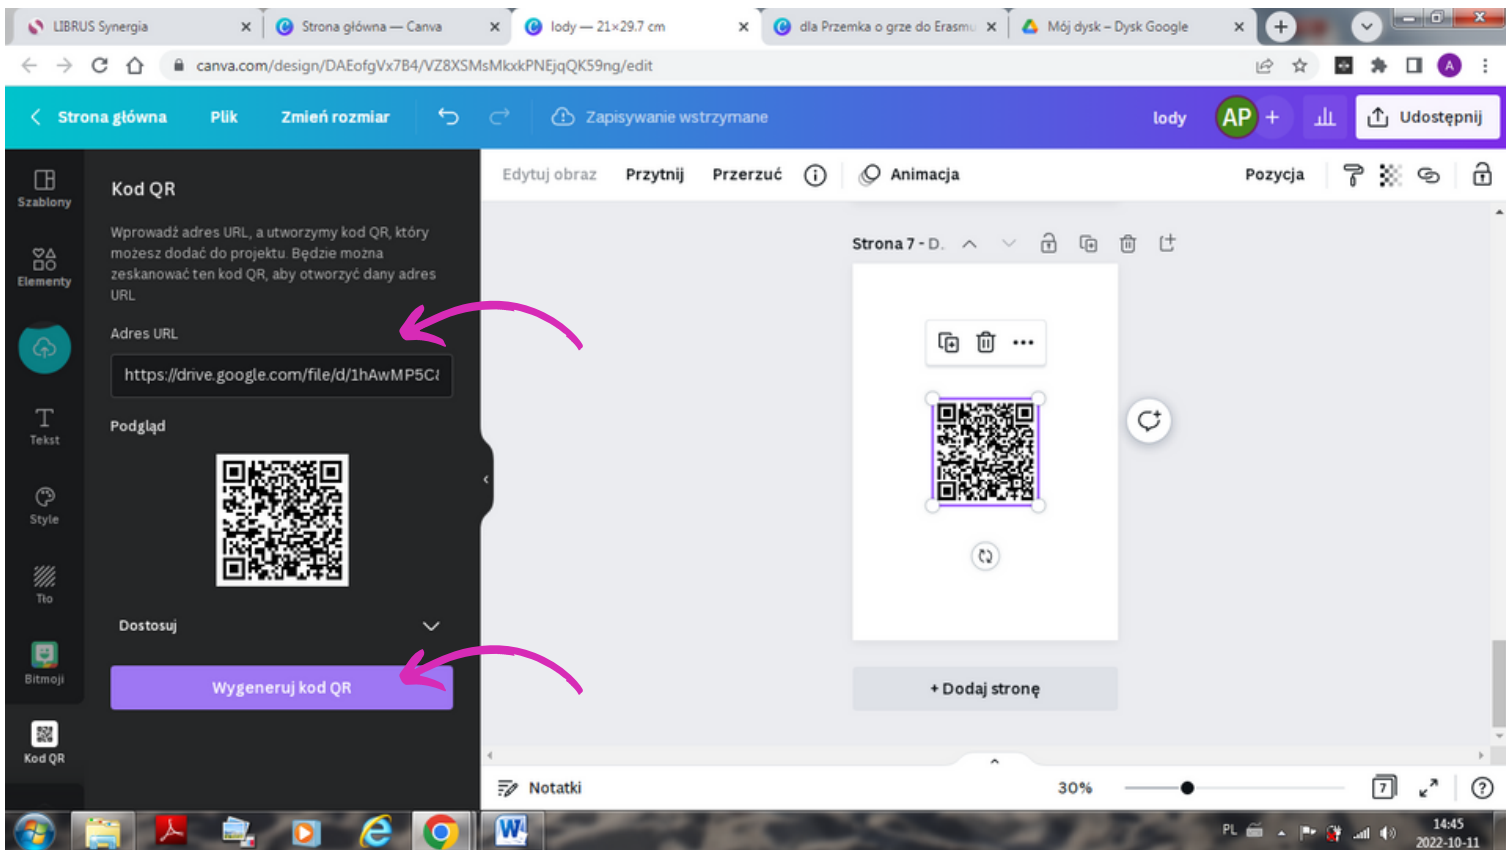 LIBRUS Synergia
Strona główna — Canva
lody — 21×29.7 cm
dla Przemka o grze do Erasmu
Mój dysk – Dysk Google
canva.com/design/DAEofgVx7B4/VZ8XSMsMkxkPNEjqQK59ng/edit
A
Strona główna
Plik
Zmień rozmiar
Zapisywanie wstrzymane
lody
AP
Udostępnij
Szablony
Elementy
Tekst
Style
Tło
Bitmoji
Kod QR
Kod QR
Wprowadź adres URL, a utworzymy kod QR, który
możesz dodać do projektu. Będzie można
zeskanować ten kod QR, aby otworzyć dany adres
URL
Adres URL
https://drive.google.com/file/d/1hAwMP5C
Podgląd
Dostosuj
Wygeneruj kod QR
Edytuj obraz
Przytnij
Przerzuć
Animacja
Pozycja
Strona 7 - D.
+ Dodaj stronę
Notatki
30%
7
PL
14:45
2022-10-11